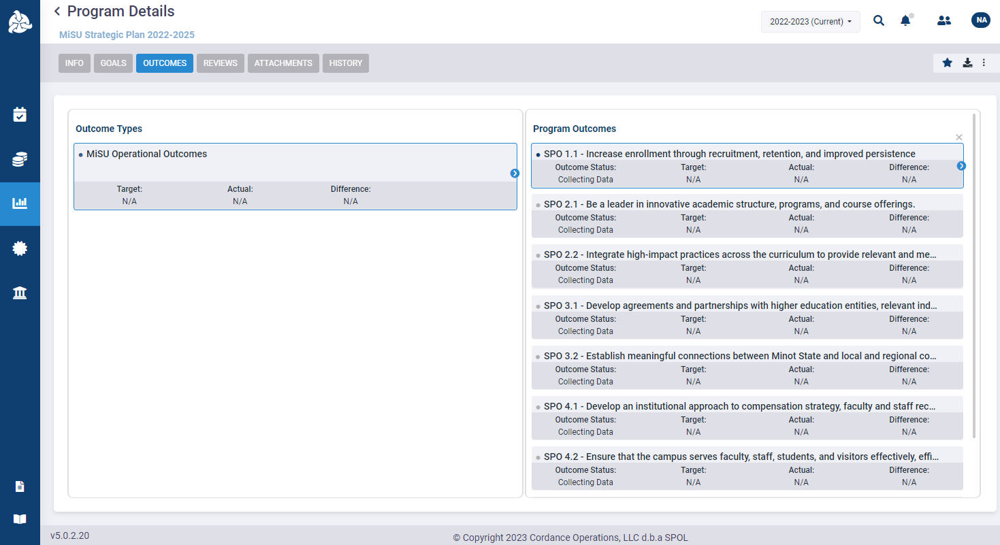 Program Details
MiSU Strategic Plan 2022-2025
2022-2023 (Current)
NA
INFO GOALS OUTCOMES REVIEWS ATTACHMENTS HISTORY
Outcome Types
MiSU Operational Outcomes
Target: Actual: Difference:
N/A N/A N/A
Program Outcomes
SPO 1.1 - Increase enrollment through recruitment, retention, and improved persistence
Outcome Status: Target: Actual: Difference:
Collecting Data N/A N/A N/A
SPO 2.1 - Be a leader in innovative academic structure, programs, and course offerings.
Outcome Status: Target: Actual: Difference:
Collecting Data N/A N/A N/A
SPO 2.2 - Integrate high-impact practices across the curriculum to provide relevant and me...
Outcome Status: Target: Actual: Difference:
Collecting Data N/A N/A N/A
SPO 3.1 - Develop agreements and partnerships with higher education entities, relevant ind...
Outcome Status: Target: Actual: Difference:
Collecting Data N/A N/A N/A
SPO 3.2 - Establish meaningful connections between Minot State and local and regional co...
Outcome Status: Target: Actual: Difference:
Collecting Data N/A N/A N/A
SPO 4.1 - Develop an institutional approach to compensation strategy, faculty and staff rec...
Outcome Status: Target: Actual: Difference:
Collecting Data N/A N/A N/A
SPO 4.2 - Ensure that the campus serves faculty, staff, students, and visitors effectively, effi...
Outcome Status: Target: Actual: Difference:
Collecting Data N/A N/A N/A
v5.0.2.20
© Copyright 2023 Cordance Operations, LLC d.b.a SPOL